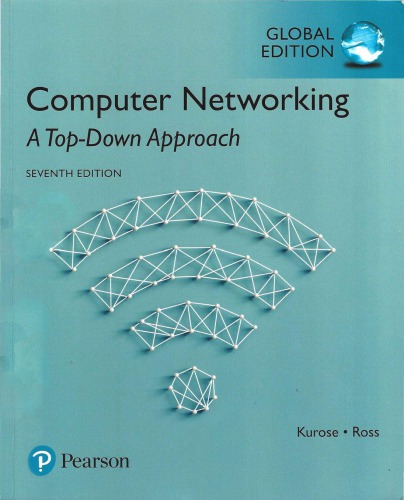 GLOBAL
EDITION
Computer Networking
A Top-Down Approach
SEVENTH EDITION
Kurose • Ross
P Pearson